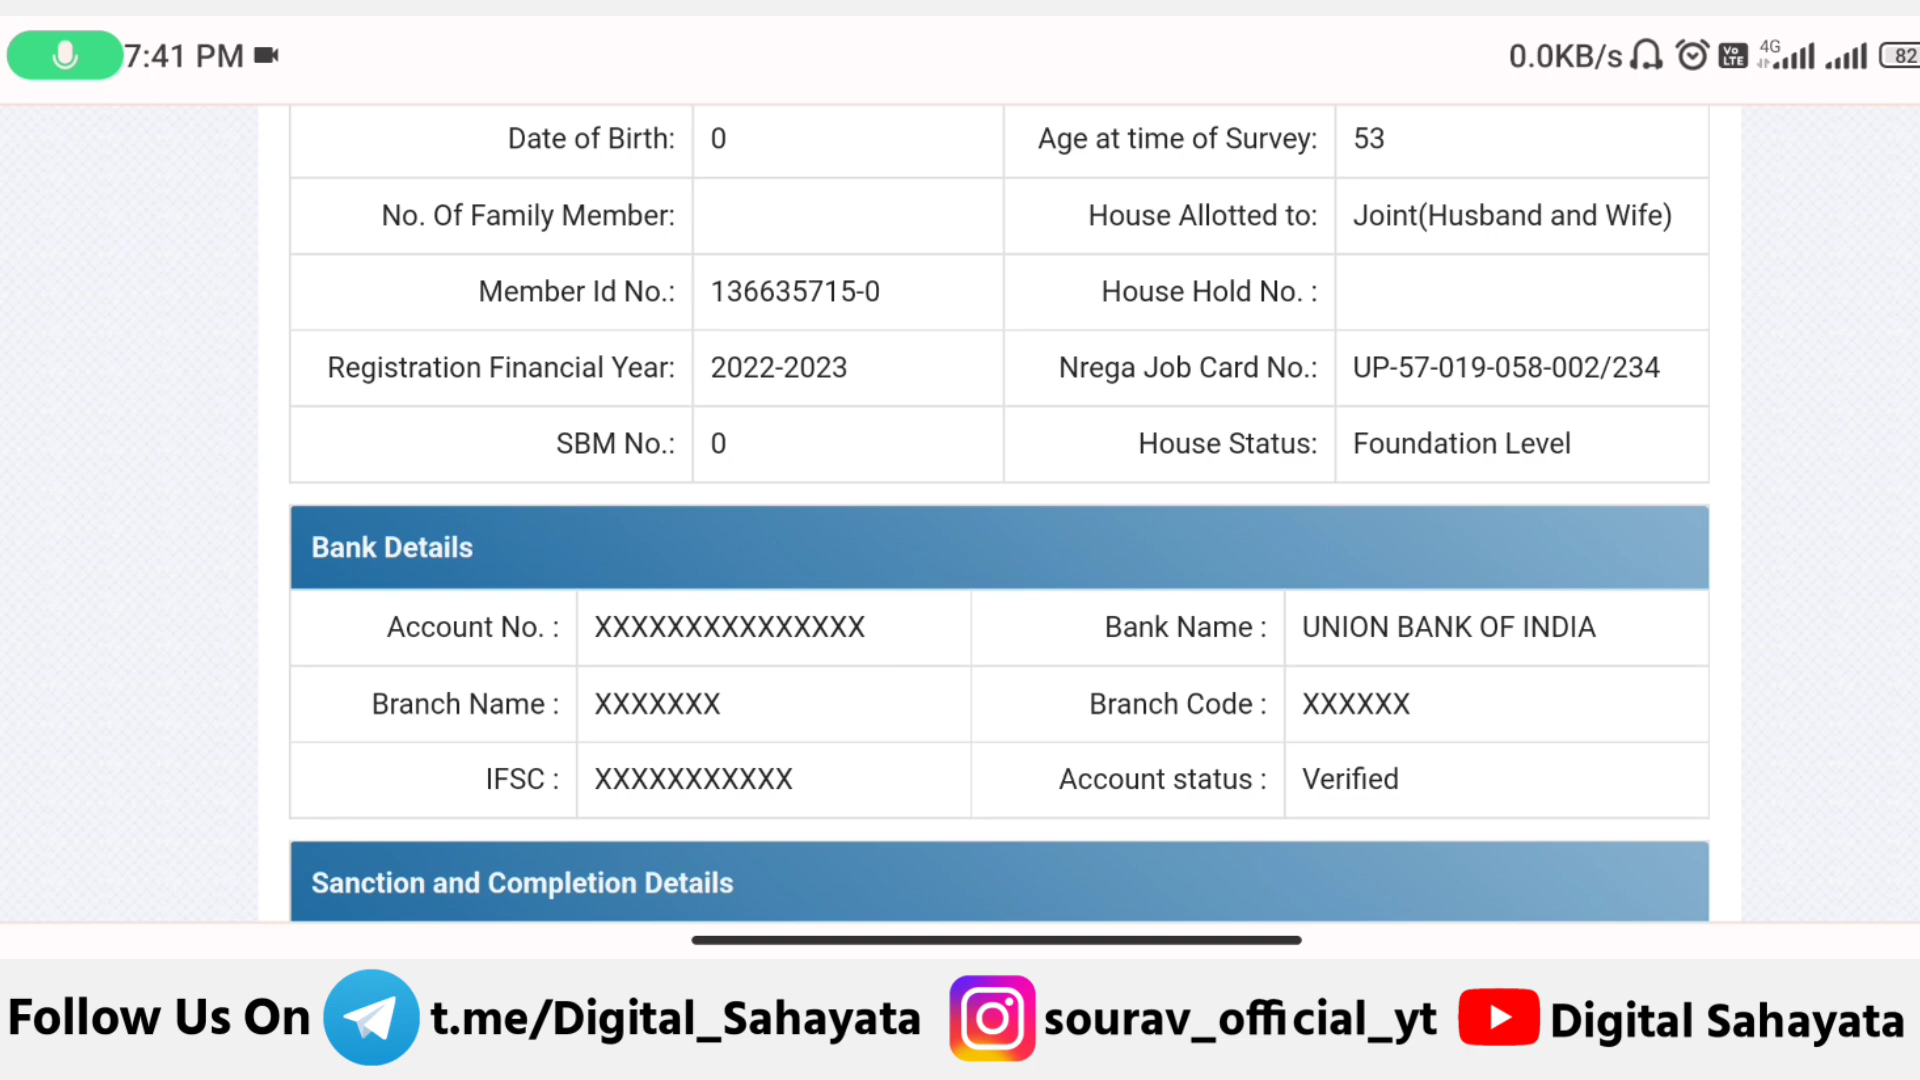 7:41 PM
0.0KB/s
Vo LTE
4G
82
Date of Birth: 0 Age at time of Survey: 53
No. Of Family Member: House Allotted to: Joint(Husband and Wife)
Member Id No.: 136635715-0 House Hold No. :
Registration Financial Year: 2022-2023 Nrega Job Card No.: UP-57-019-058-002/234
SBM No.: 0 House Status: Foundation Level
Bank Details
Account No. : XXXXXXXXXXXXXXX Bank Name : UNION BANK OF INDIA
Branch Name : XXXXXXX Branch Code : XXXXXX
IFSC : XXXXXXXXXXX Account status : Verified
Sanction and Completion Details
Follow Us On t.me/Digital_Sahayata sourav_official_yt Digital Sahayata